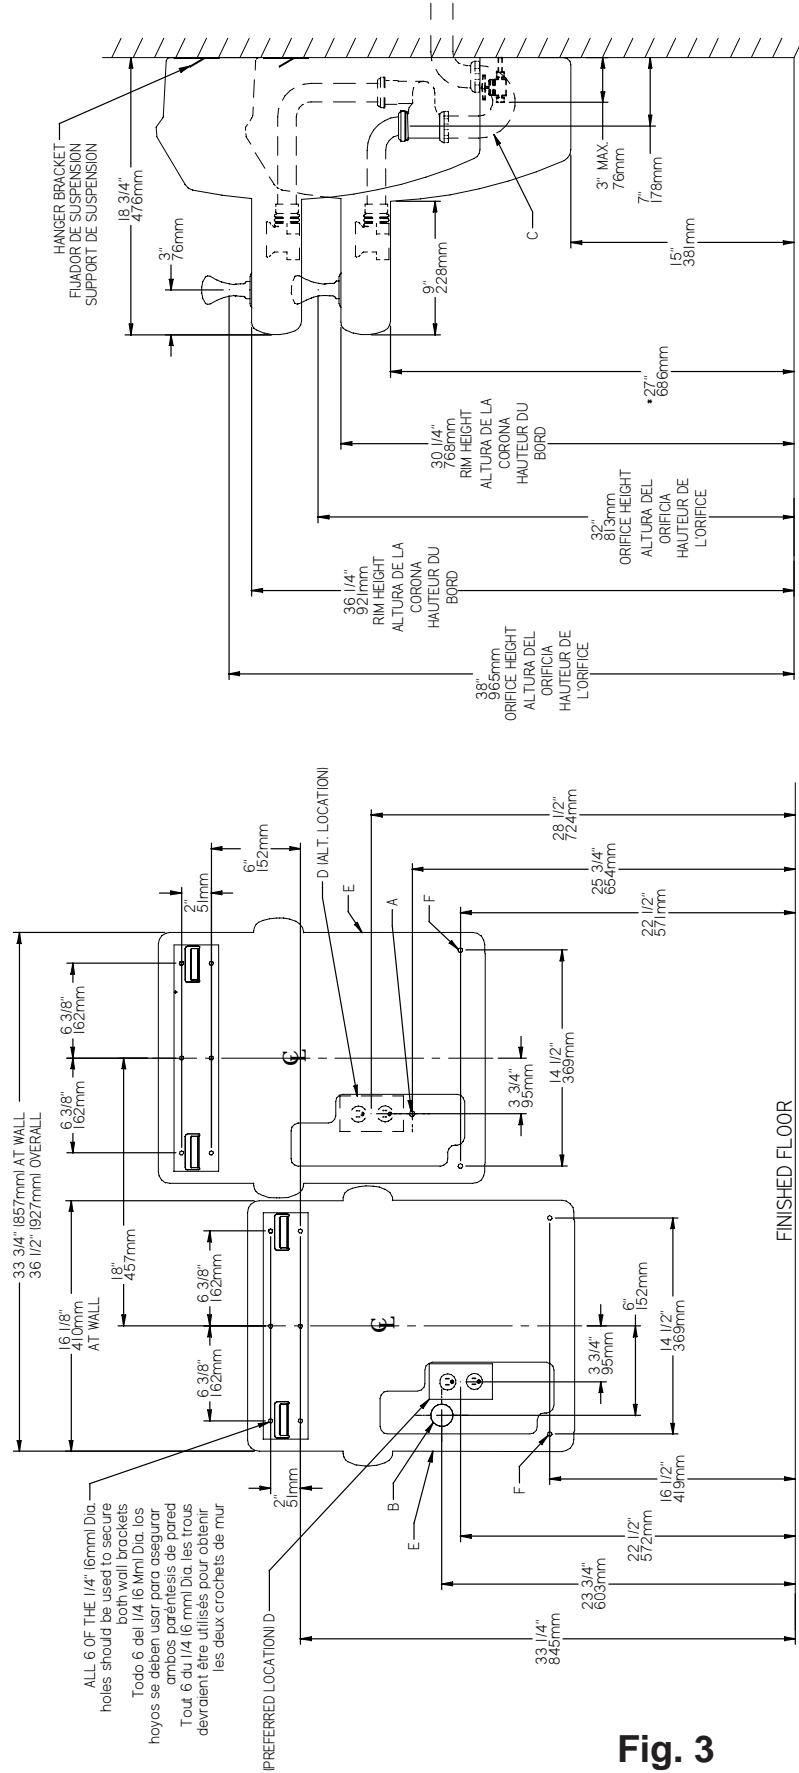 HANGER BRACKET
FIJADOR DE SUSPENSION
SUPPORT DE SUSPENSION
18 3/4"
476mm
3"
76mm
9"
228mm
C
3" MAX.
76mm
7"
178mm
15"
381mm
*27"
686mm
30 1/4"
768mm
RIM HEIGHT
ALTURA DE LA
CORONA
HAUTEUR DU
BORD
32"
813mm
ORIFICE HEIGHT
ALTURA DEL
ORIFICIA
HAUTEUR DE
L'ORIFICE
36 1/4"
921mm
RIM HEIGHT
ALTURA DE LA
CORONA
HAUTEUR DU
BORD
38"
965mm
ORIFICE HEIGHT
ALTURA DEL
ORIFICIA
HAUTEUR DE
L'ORIFICE
33 3/4" (857mm) AT WALL
36 1/2" (927mm) OVERALL
16 1/8"
410mm
AT WALL
18"
457mm
6 3/8"
162mm
6 3/8"
162mm
6 3/8"
162mm
6 3/8"
162mm
2"
51mm
6"
152mm
2"
51mm
ALL 6 OF THE 1/4" (6mm) Dia.
holes should be used to secure
both wall brackets
Todo 6 del 1/4 (6 Mm) Dia. los
hoyos se deben usar para asegurar
ambos paréntesis de pared
Tout 6 du 1/4 (6 mm) Dia. les trous
devraient être utilisés pour obtenir
les deux crochets de mur
(PREFERRED LOCATION) D
D (ALT. LOCATION)
E
A
F
B
E
F
CL
CL
3 3/4"
95mm
14 1/2"
369mm
3 3/4"
95mm
6"
152mm
14 1/2"
369mm
28 1/2"
724mm
25 3/4"
654mm
22 1/2"
571mm
16 1/2"
419mm
22 1/2"
572mm
23 3/4"
603mm
33 1/4"
845mm
FINISHED FLOOR
Fig. 3